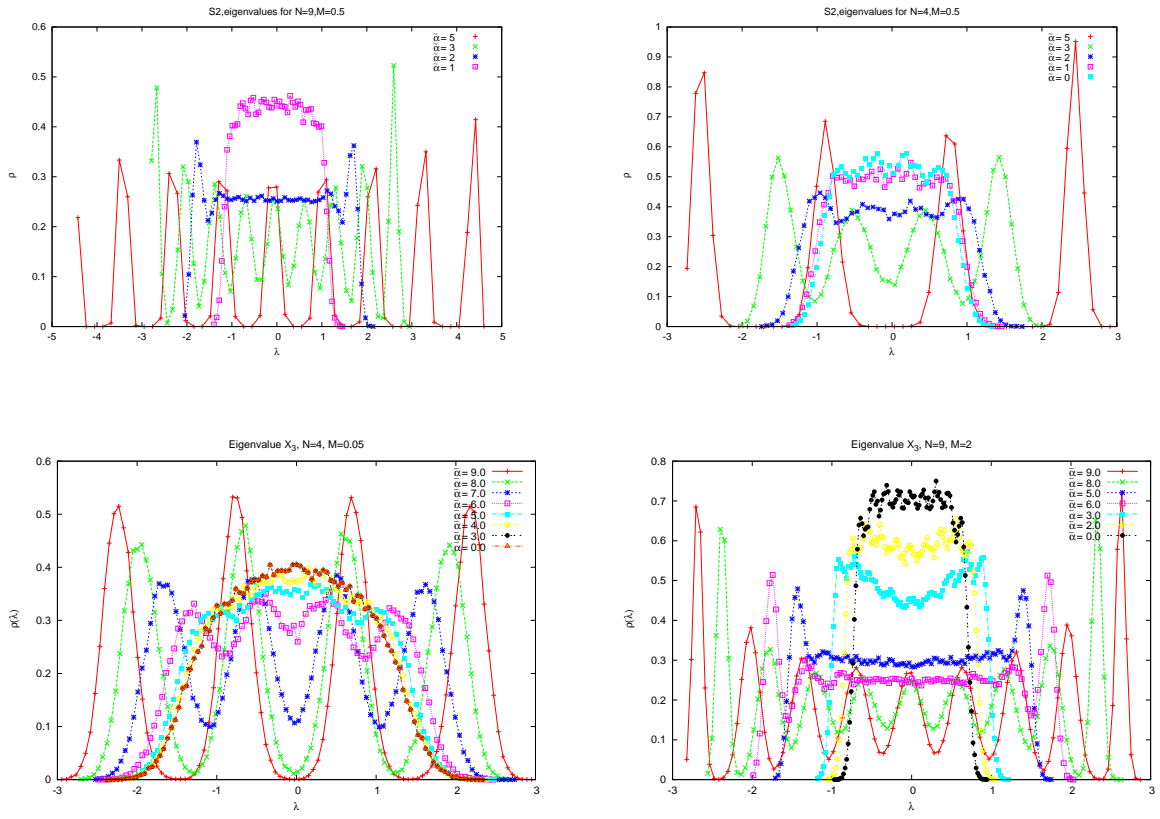 S2,eigenvalues for N=9,M=0.5
ρ
0.6
0.5
0.4
0.3
0.2
0.1
0
-5 -4 -3 -2 -1 0 1 2 3 4 5
λ
α̃= 5
α̃= 3
α̃= 2
α̃= 1
S2,eigenvalues for N=4,M=0.5
ρ
1
0.9
0.8
0.7
0.6
0.5
0.4
0.3
0.2
0.1
0
-3 -2 -1 0 1 2 3
λ
α̃= 5
α̃= 3
α̃= 2
α̃= 1
α̃= 0
Eigenvalue X₃, N=4, M=0.05
ρ(λ)
0.6
0.5
0.4
0.3
0.2
0.1
0
-3 -2 -1 0 1 2 3
λ
α̃= 9.0
α̃= 8.0
α̃= 7.0
α̃= 6.0
α̃= 5.0
α̃= 4.0
α̃= 3.0
α̃= 0.0
Eigenvalue X₃, N=9, M=2
ρ(λ)
0.8
0.7
0.6
0.5
0.4
0.3
0.2
0.1
0
-3 -2 -1 0 1 2 3
λ
α̃= 9.0
α̃= 8.0
α̃= 5.0
α̃= 6.0
α̃= 3.0
α̃= 2.0
α̃= 0.0